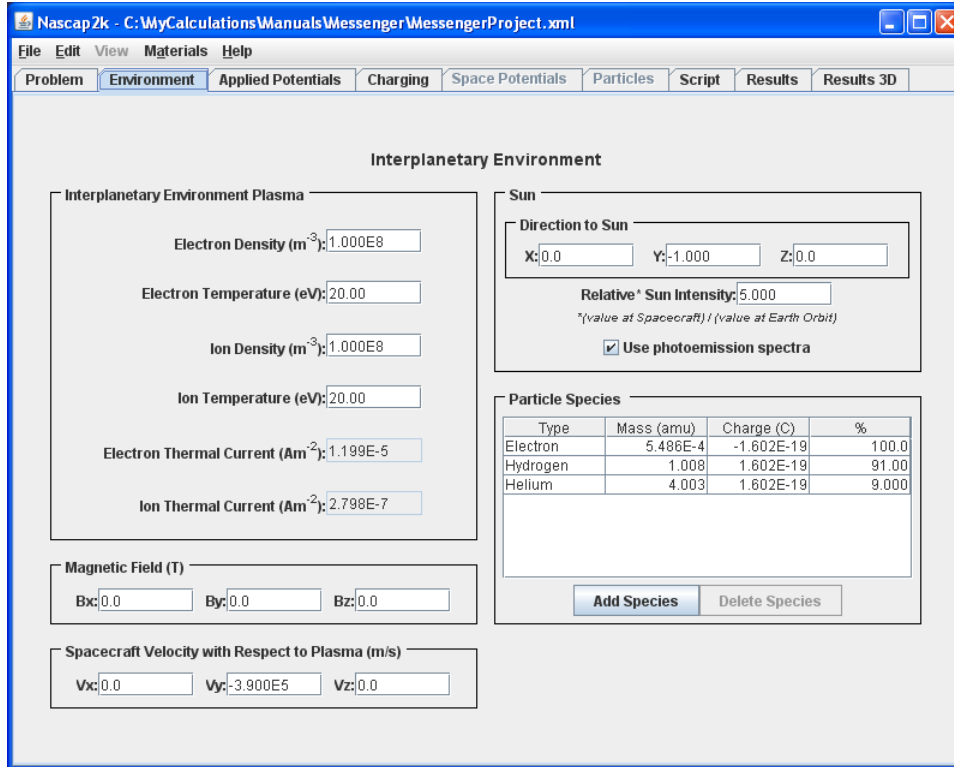 Nascap2k - C:\MyCalculations\Manuals\Messenger\MessengerProject.xml
File Edit View Materials Help
Problem Environment Applied Potentials Charging Space Potentials Particles Script Results Results 3D
Interplanetary Environment
Interplanetary Environment Plasma
Electron Density (m⁻³): 1.000E8
Electron Temperature (eV): 20.00
Ion Density (m⁻³): 1.000E8
Ion Temperature (eV): 20.00
Electron Thermal Current (Am⁻²): 1.199E-5
Ion Thermal Current (Am⁻²): 2.798E-7
Magnetic Field (T)
Bx: 0.0 By: 0.0 Bz: 0.0
Spacecraft Velocity with Respect to Plasma (m/s)
Vx: 0.0 Vy: -3.900E5 Vz: 0.0
Sun
Direction to Sun
X: 0.0 Y: -1.000 Z: 0.0
Relative* Sun Intensity: 5.000
*(value at Spacecraft) / (value at Earth Orbit)
Use photoemission spectra
Particle Species
Type Mass (amu) Charge (C) %
Electron 5.486E-4 -1.602E-19 100.0
Hydrogen 1.008 1.602E-19 91.00
Helium 4.003 1.602E-19 9.000
Add Species Delete Species